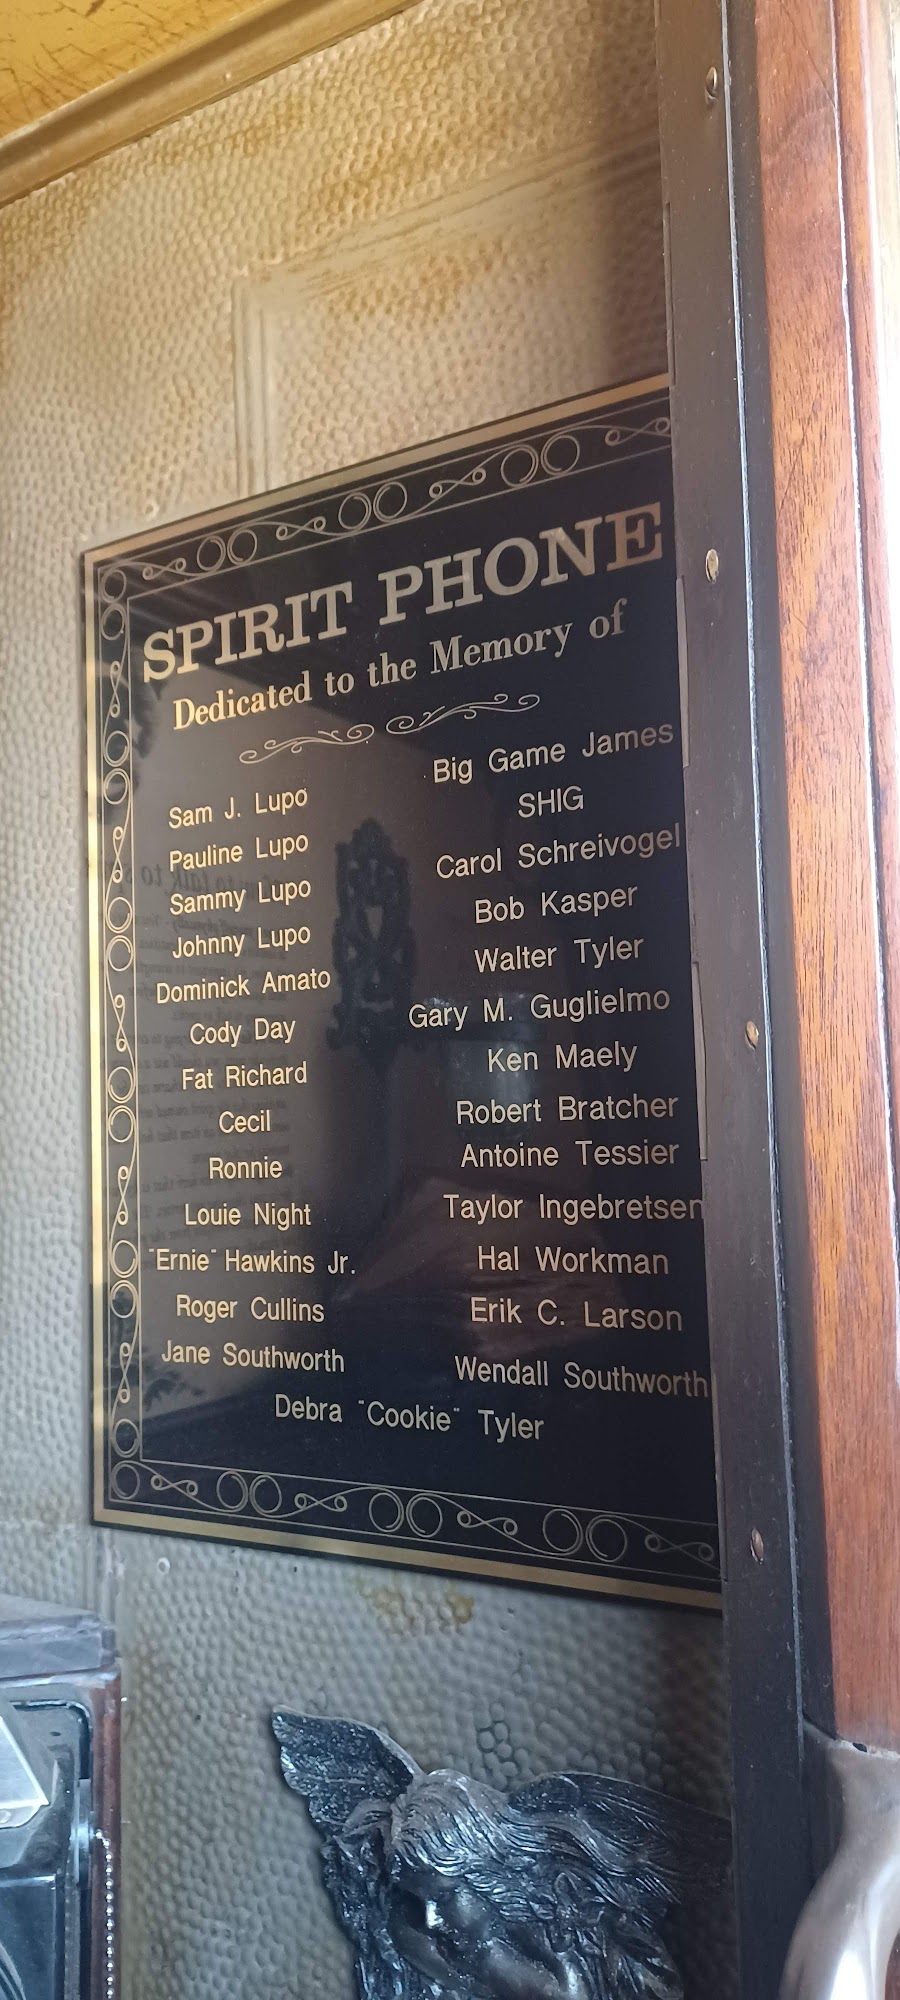 SPIRIT PHONE
Dedicated to the Memory of
Sam J. Lupo
Pauline Lupo
Sammy Lupo
Johnny Lupo
Dominick Amato
Cody Day
Fat Richard
Cecil
Ronnie
Louie Night
"Ernie" Hawkins Jr.
Roger Cullins
Jane Southworth
Big Game James
SHIG
Carol Schreivogel
Bob Kasper
Walter Tyler
Gary M. Guglielmo
Ken Maely
Robert Bratcher
Antoine Tessier
Taylor Ingebretsen
Hal Workman
Erik C. Larson
Wendall Southworth
Debra "Cookie" Tyler